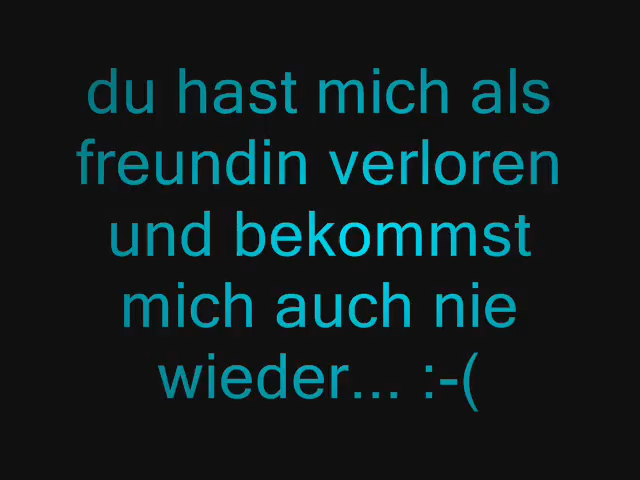 du hast mich als
freundin verloren
und bekommst
mich auch nie
wieder... :-(